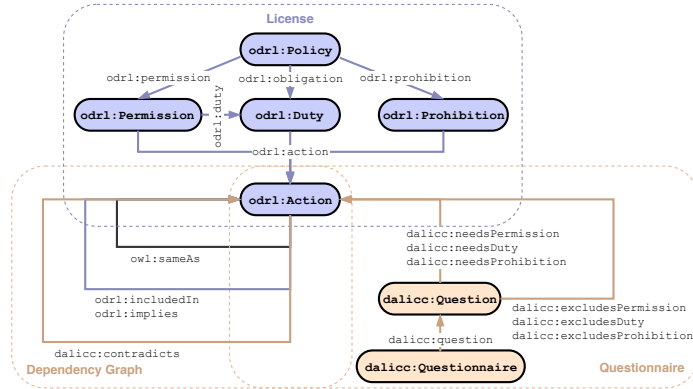 License
odrl:Policy
odrl:permission
odrl:obligation
odrl:prohibition
odrl:Permission
odrl:duty
odrl:Duty
odrl:Prohibition
odrl:action
odrl:Action
dalicc:needsPermission
dalicc:needsDuty
dalicc:needsProhibition
owl:sameAs
odrl:includedIn
odrl:implies
dalicc:Question
dalicc:excludesPermission
dalicc:excludesDuty
dalicc:excludesProhibition
dalicc:question
dalicc:contradicts
Dependency Graph
dalicc:Questionnaire
Questionnaire